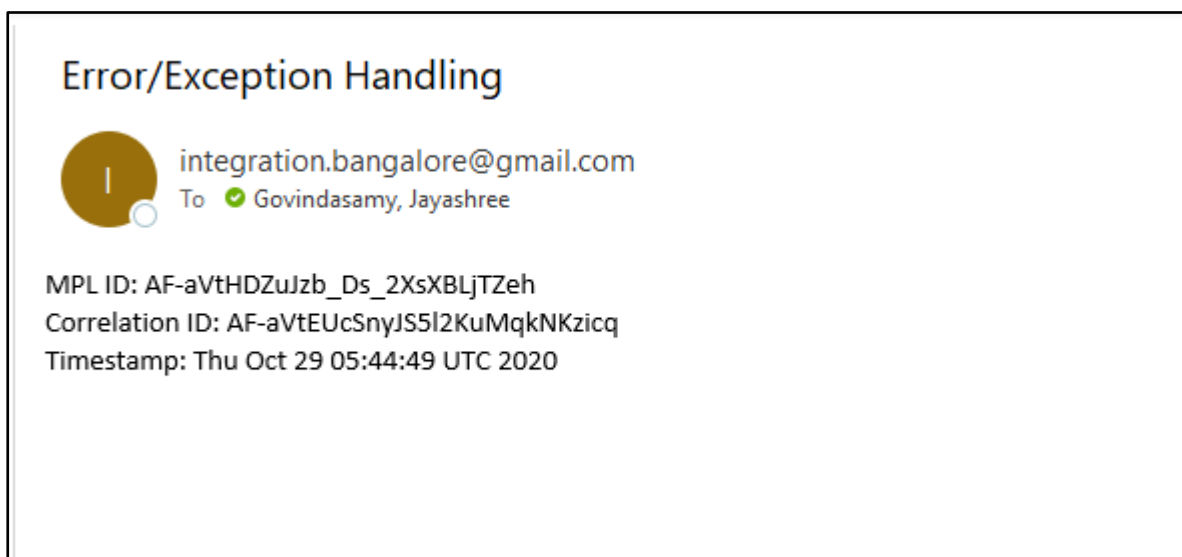 Error/Exception Handling
I
integration.bangalore@gmail.com
To Govindasamy, Jayashree
MPL ID: AF-aVtHDZuJzb_Ds_2XsXBLjTZeh
Correlation ID: AF-aVtEUcSnyJS5l2KuMqkNKzicq
Timestamp: Thu Oct 29 05:44:49 UTC 2020